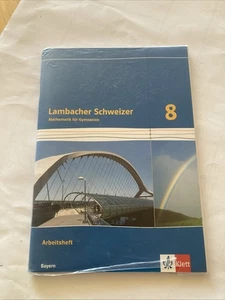 Lambacher Schweizer
Mathematik für Gymnasien
8
Arbeitsheft
Bayern
Klett